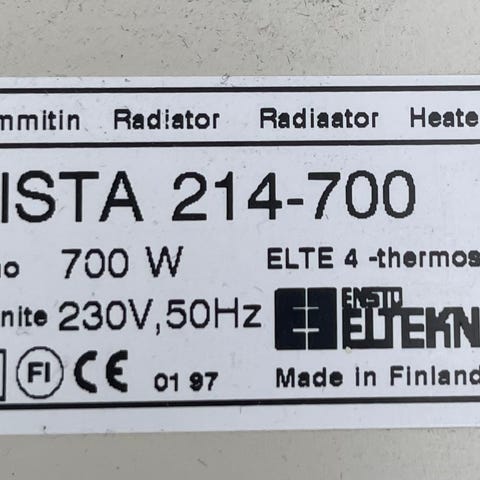 mmitin Radiator Radiaator Heate
ISTA 214-700
ho 700 W ELTE 4 -thermos
nite 230V,50Hz ENSTO ELTEKN
FI CE 01 97 Made in Finland